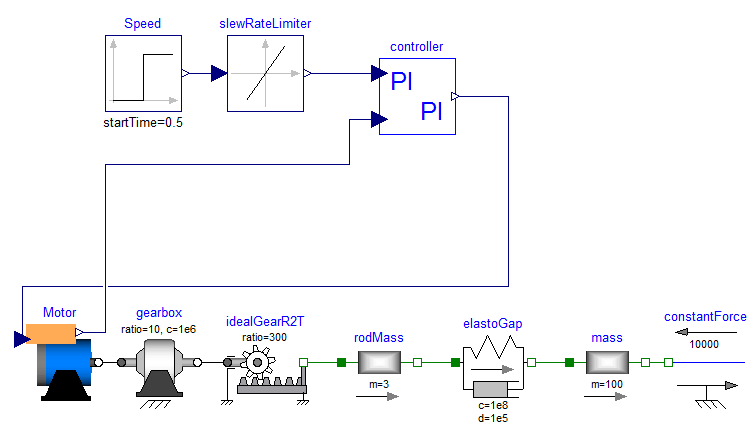 Speed
slewRateLimiter
controller
PI
PI
startTime=0.5
Motor
gearbox
ratio=10, c=1e6
idealGearR2T
ratio=300
rodMass
m=3
elastoGap
c=1e8
d=1e5
mass
m=100
constantForce
10000